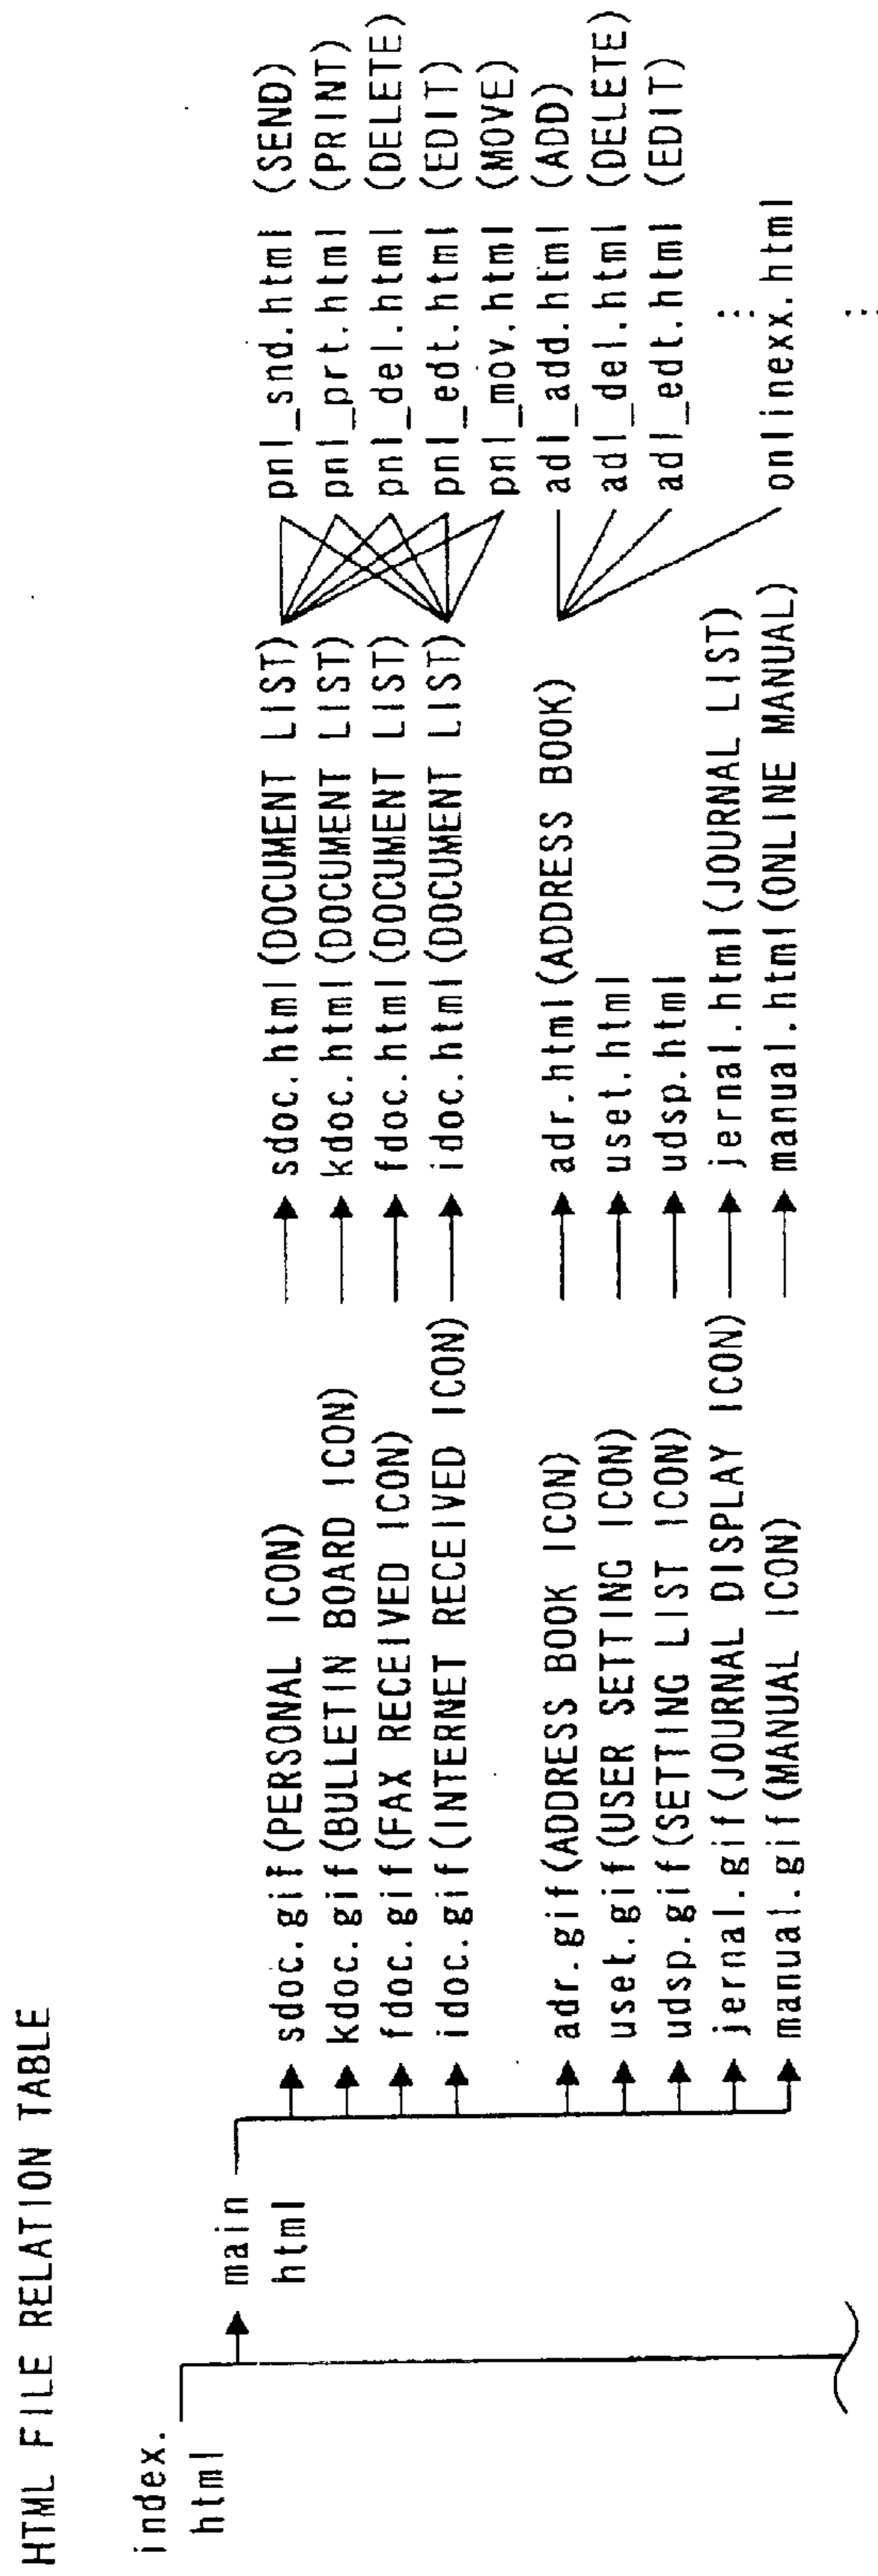 HTML FILE RELATION TABLE
index.
html
main
html
sdoc.gif(PERSONAL ICON) sdoc.html(DOCUMENT LIST) pnl_snd.html (SEND)
kdoc.gif(BULLETIN BOARD ICON) kdoc.html(DOCUMENT LIST) pnl_prt.html (PRINT)
fdoc.gif(FAX RECEIVED ICON) fdoc.html(DOCUMENT LIST) pnl_del.html (DELETE)
idoc.gif(INTERNET RECEIVED ICON) idoc.html(DOCUMENT LIST) pnl_edt.html (EDIT)
pnl_mov.html (MOVE)
adr.gif(ADDRESS BOOK ICON) adr.html(ADDRESS BOOK) adl_add.html (ADD)
uset.gif(USER SETTING ICON) uset.html adl_del.html (DELETE)
udsp.gif(SETTING LIST ICON) udsp.html adl_edt.html (EDIT)
jernal.gif(JOURNAL DISPLAY ICON) jernal.html(JOURNAL LIST)
manual.gif(MANUAL ICON) manual.html(ONLINE MANUAL) onlinexx.html